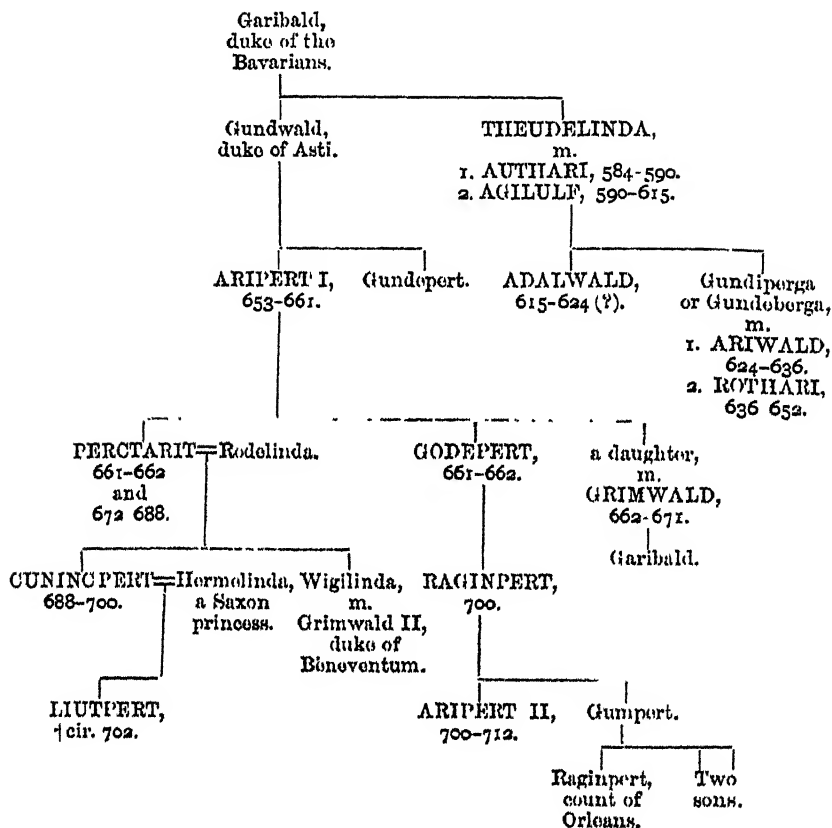 Garibald,
duke of the
Bavarians.
Gundwald,
duke of Asti.
THEUDELINDA,
m.
1. AUTHARI, 584-590.
2. AGILULF, 590-615.
ARIPERT I,
653-661.
Gundepert.
ADALWALD,
615-624 (?).
Gundiperga
or Gundeberga,
m.
1. ARIWALD,
624-636.
2. ROTHARI,
636 652.
PERCTARIT=Rodelinda.
661-662
and
672 688.
GODEPERT,
661-662.
a daughter,
m.
GRIMWALD,
662-671.
Garibald.
CUNINCPERT=Hermelinda,
688-700.
a Saxon
princess.
Wigilinda,
m.
Grimwald II,
duke of
Beneventum.
RAGINPERT,
700.
LIUTPERT,
†cir. 702.
ARIPERT II,
700-712.
Gumpert.
Raginpert,
count of
Orleans.
Two
sons.